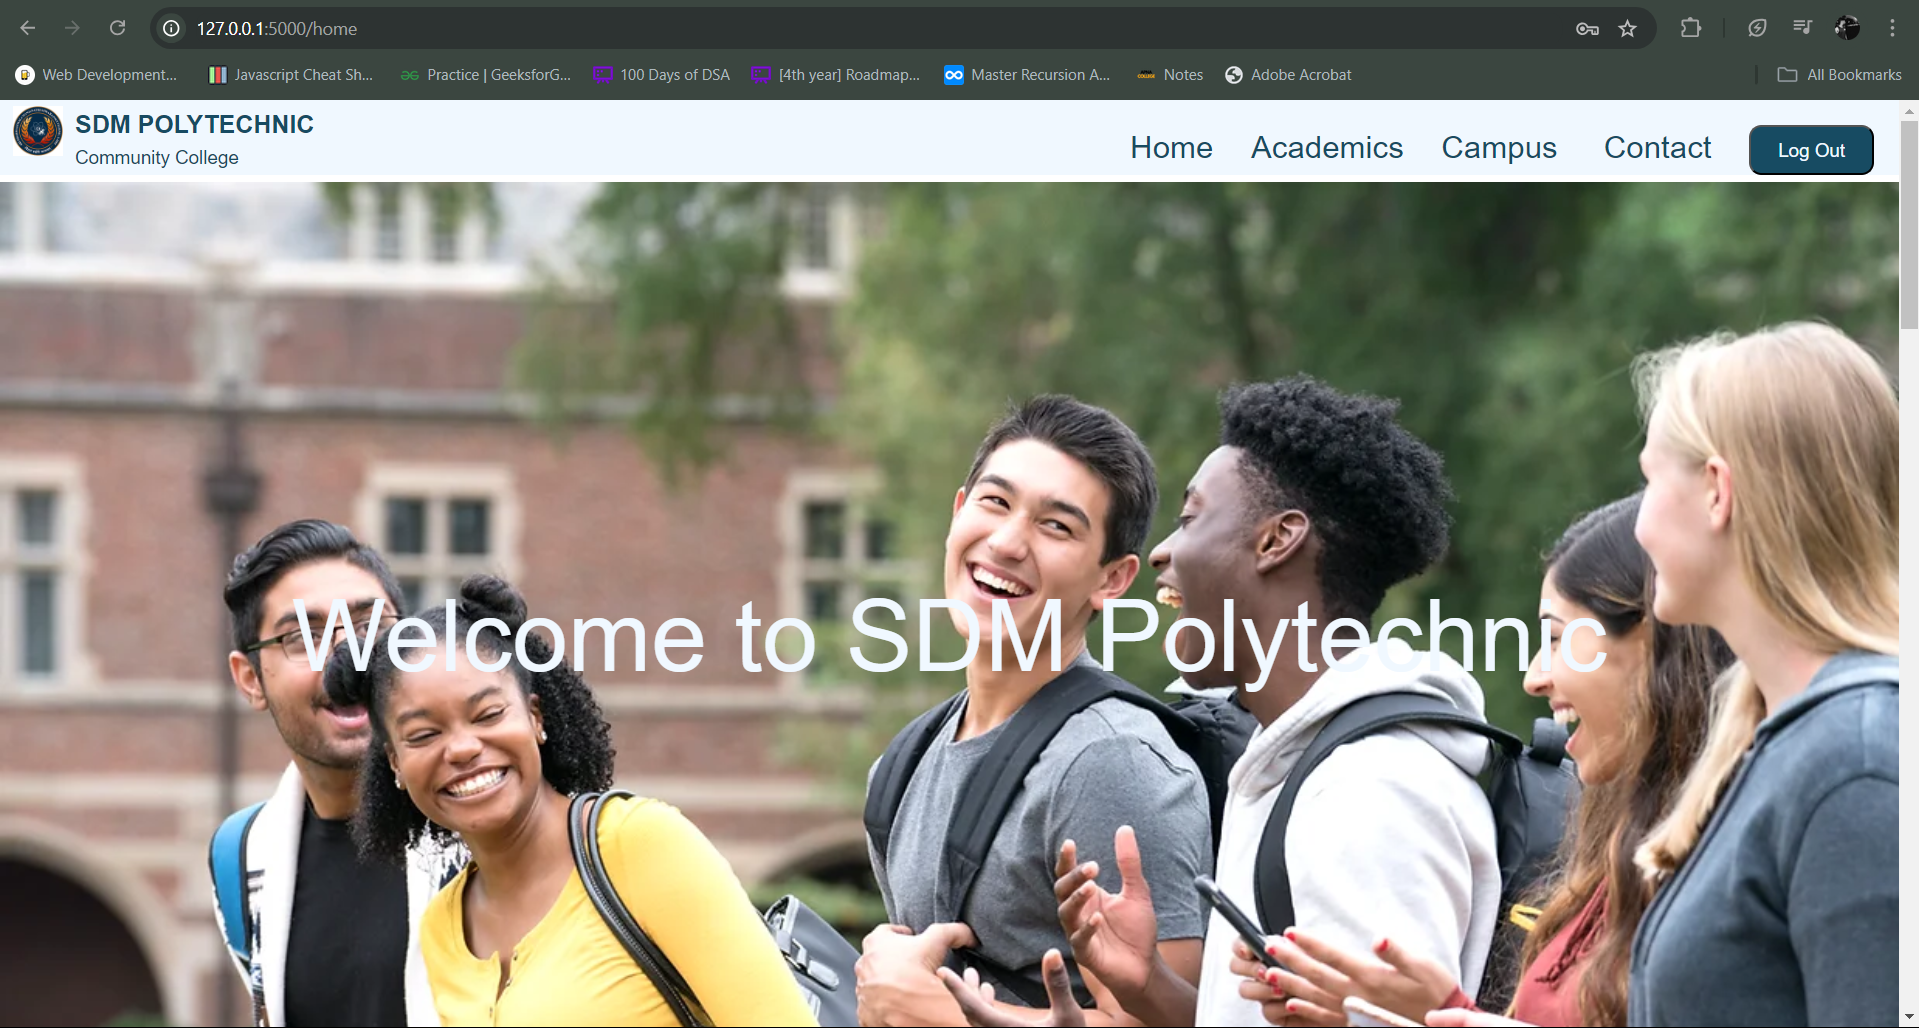 127.0.0.1:5000/home
Web Development... Javascript Cheat Sh... Practice | GeeksforG... 100 Days of DSA [4th year] Roadmap... Master Recursion A... Notes Adobe Acrobat All Bookmarks
SDM POLYTECHNIC
Community College
Home Academics Campus Contact Log Out
Welcome to SDM Polytechnic